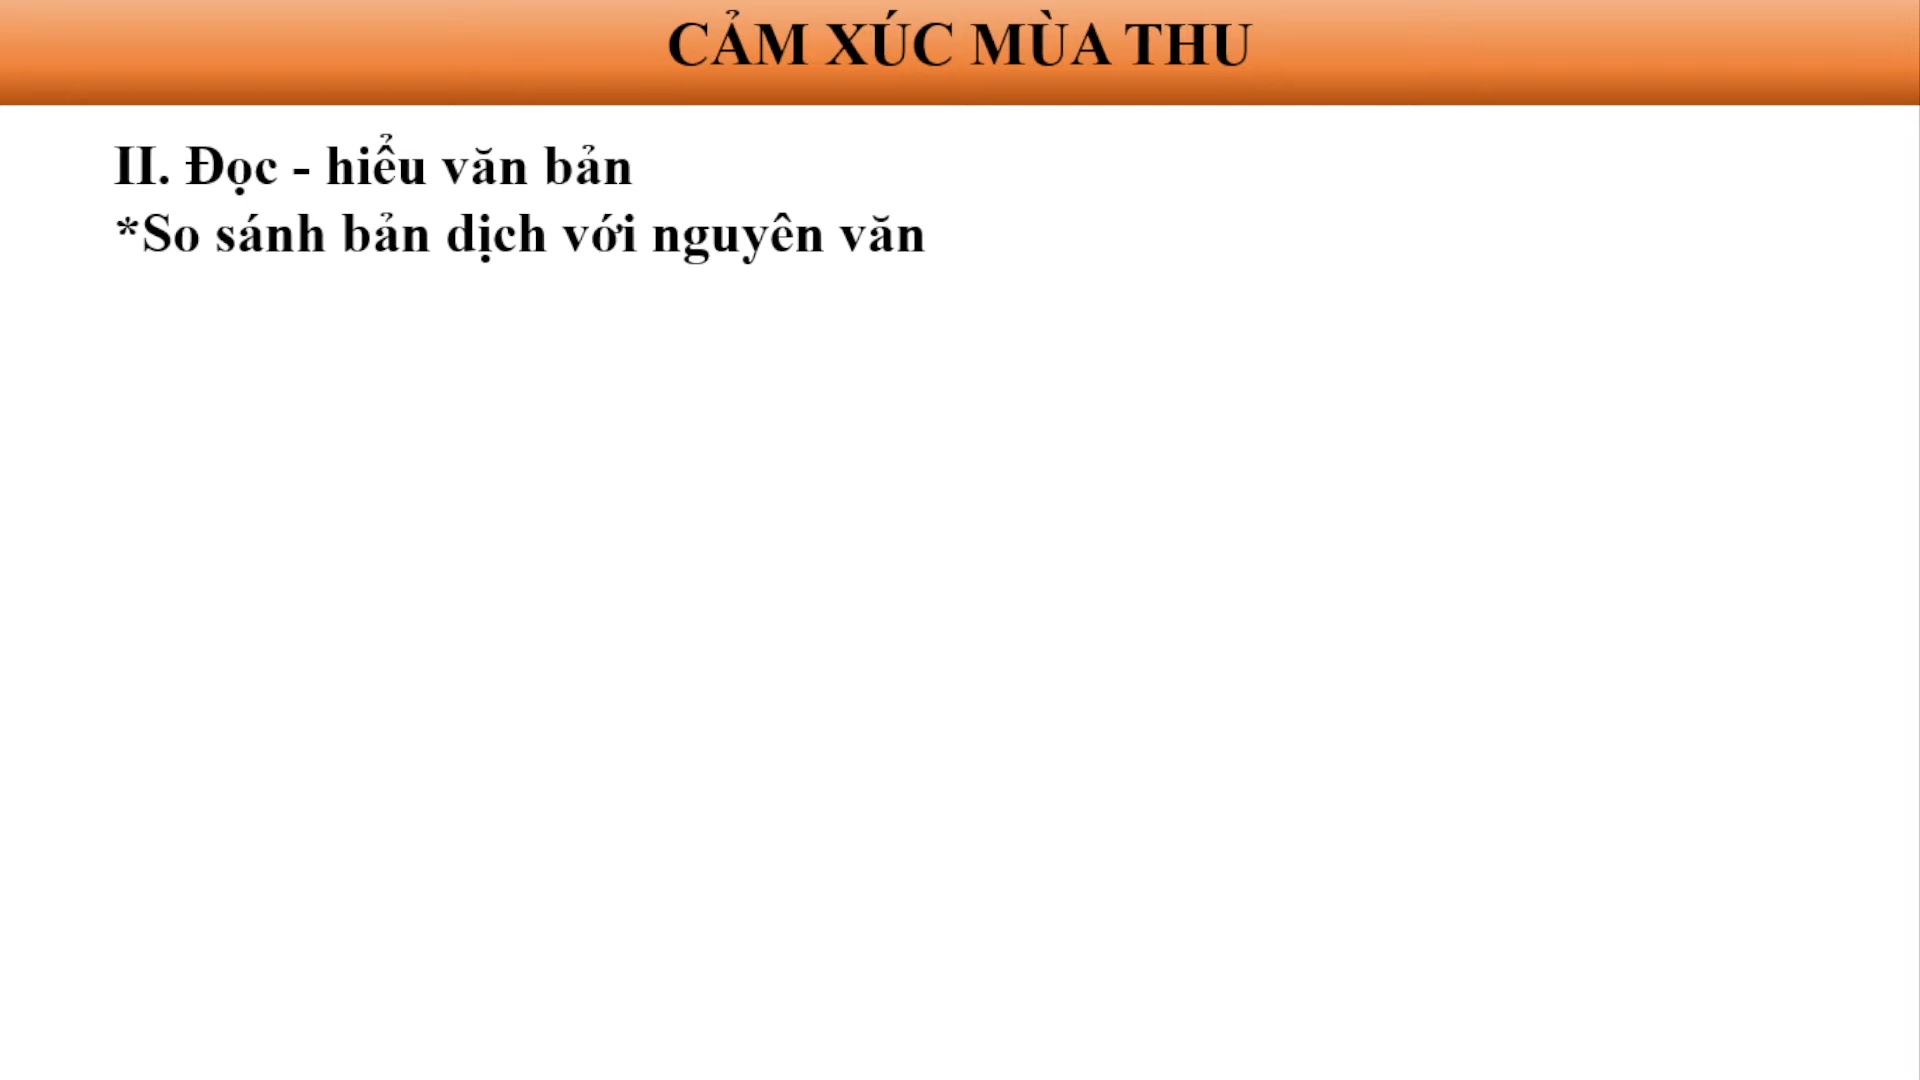 CẢM XÚC MÙA THU
II. Đọc - hiểu văn bản
*So sánh bản dịch với nguyên văn